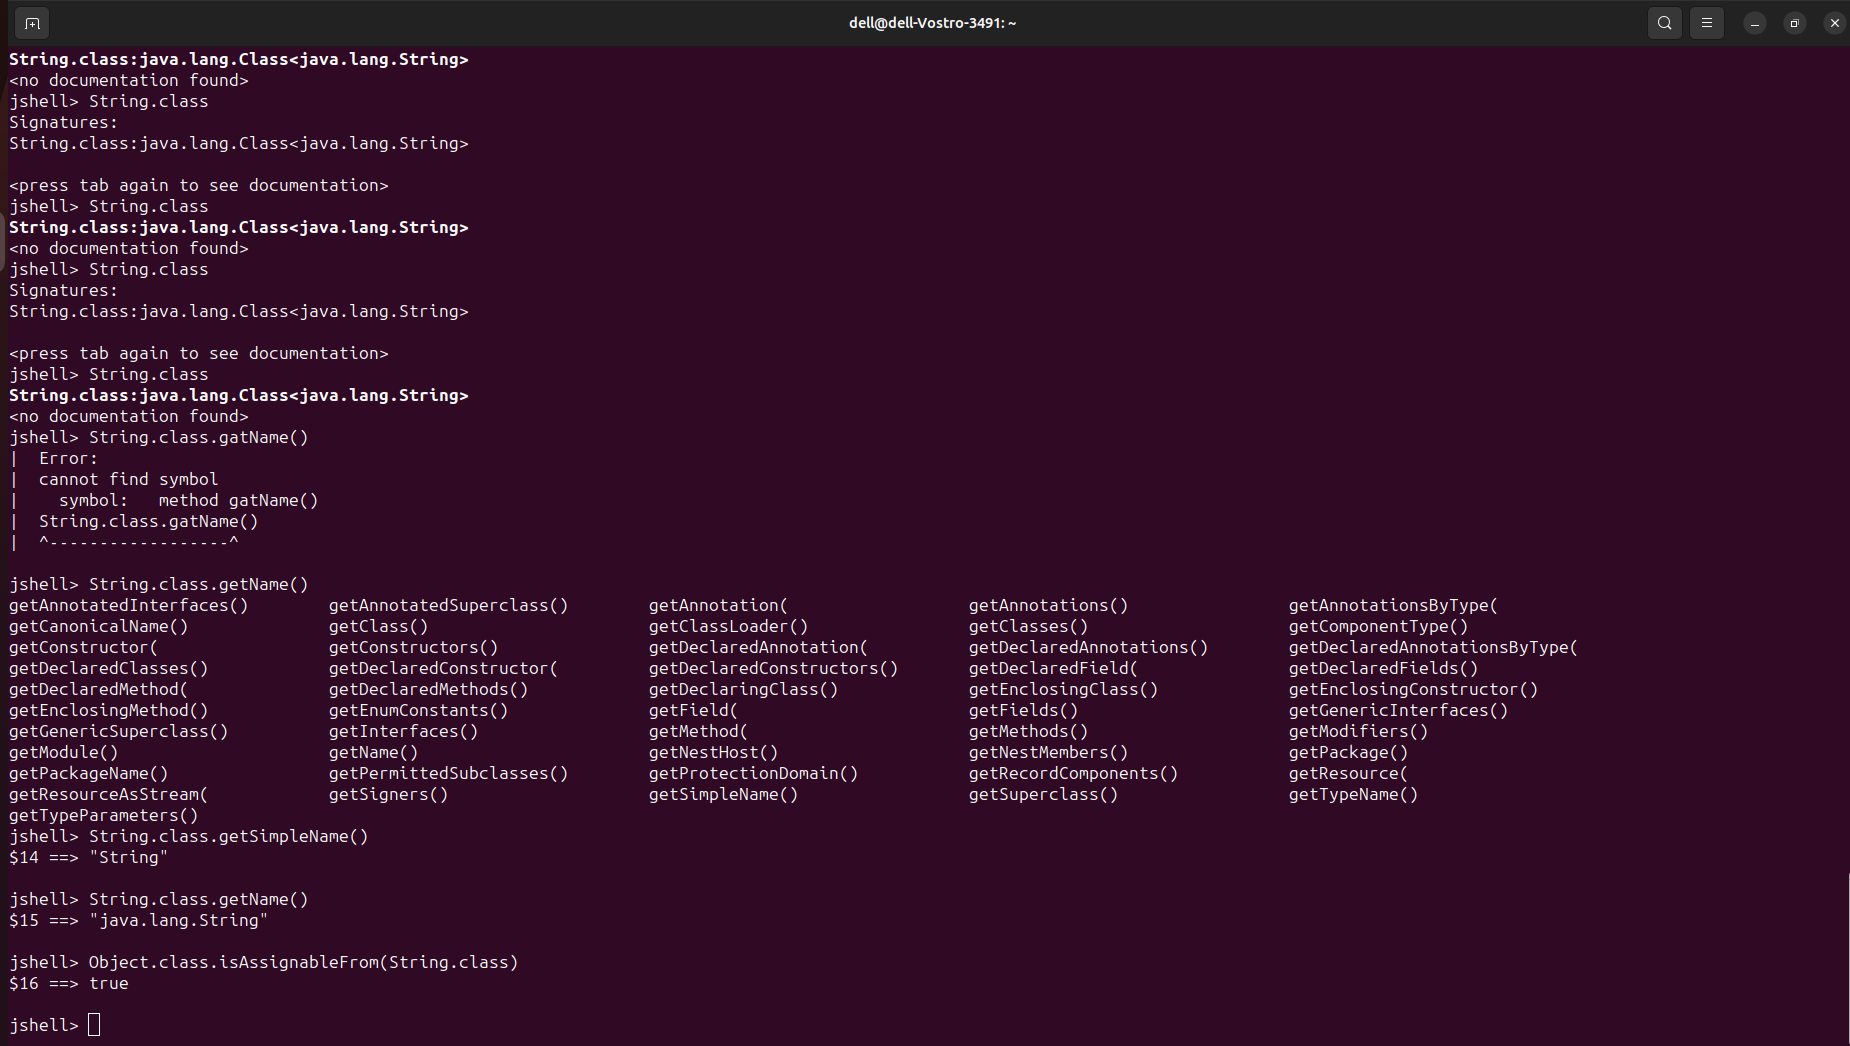 dell@dell-Vostro-3491: ~
String.class:java.lang.Class<java.lang.String>
<no documentation found>
jshell> String.class
Signatures:
String.class:java.lang.Class<java.lang.String>
<press tab again to see documentation>
jshell> String.class
String.class:java.lang.Class<java.lang.String>
<no documentation found>
jshell> String.class
Signatures:
String.class:java.lang.Class<java.lang.String>
<press tab again to see documentation>
jshell> String.class
String.class:java.lang.Class<java.lang.String>
<no documentation found>
jshell> String.class.gatName()
|  Error:
|  cannot find symbol
|    symbol:   method gatName()
|  String.class.gatName()
|  ^------------------^
jshell> String.class.getName()
getAnnotatedInterfaces()        getAnnotatedSuperclass()        getAnnotation(                  getAnnotations()                getAnnotationsByType(
getCanonicalName()              getClass()                      getClassLoader()                getClasses()                    getComponentType()
getConstructor(                 getConstructors()               getDeclaredAnnotation(          getDeclaredAnnotations()        getDeclaredAnnotationsByType(
getDeclaredClasses()            getDeclaredConstructor(         getDeclaredConstructors()       getDeclaredField(               getDeclaredFields()
getDeclaredMethod(              getDeclaredMethods()            getDeclaringClass()             getEnclosingClass()             getEnclosingConstructor()
getEnclosingMethod()            getEnumConstants()              getField(                       getFields()                     getGenericInterfaces()
getGenericSuperclass()          getInterfaces()                 getMethod(                      getMethods()                    getModifiers()
getModule()                     getName()                       getNestHost()                   getNestMembers()                getPackage()
getPackageName()                getPermittedSubclasses()        getProtectionDomain()           getRecordComponents()           getResource(
getResourceAsStream(            getSigners()                    getSimpleName()                 getSuperclass()                 getTypeName()
getTypeParameters()
jshell> String.class.getSimpleName()
$14 ==> "String"
jshell> String.class.getName()
$15 ==> "java.lang.String"
jshell> Object.class.isAssignableFrom(String.class)
$16 ==> true
jshell>